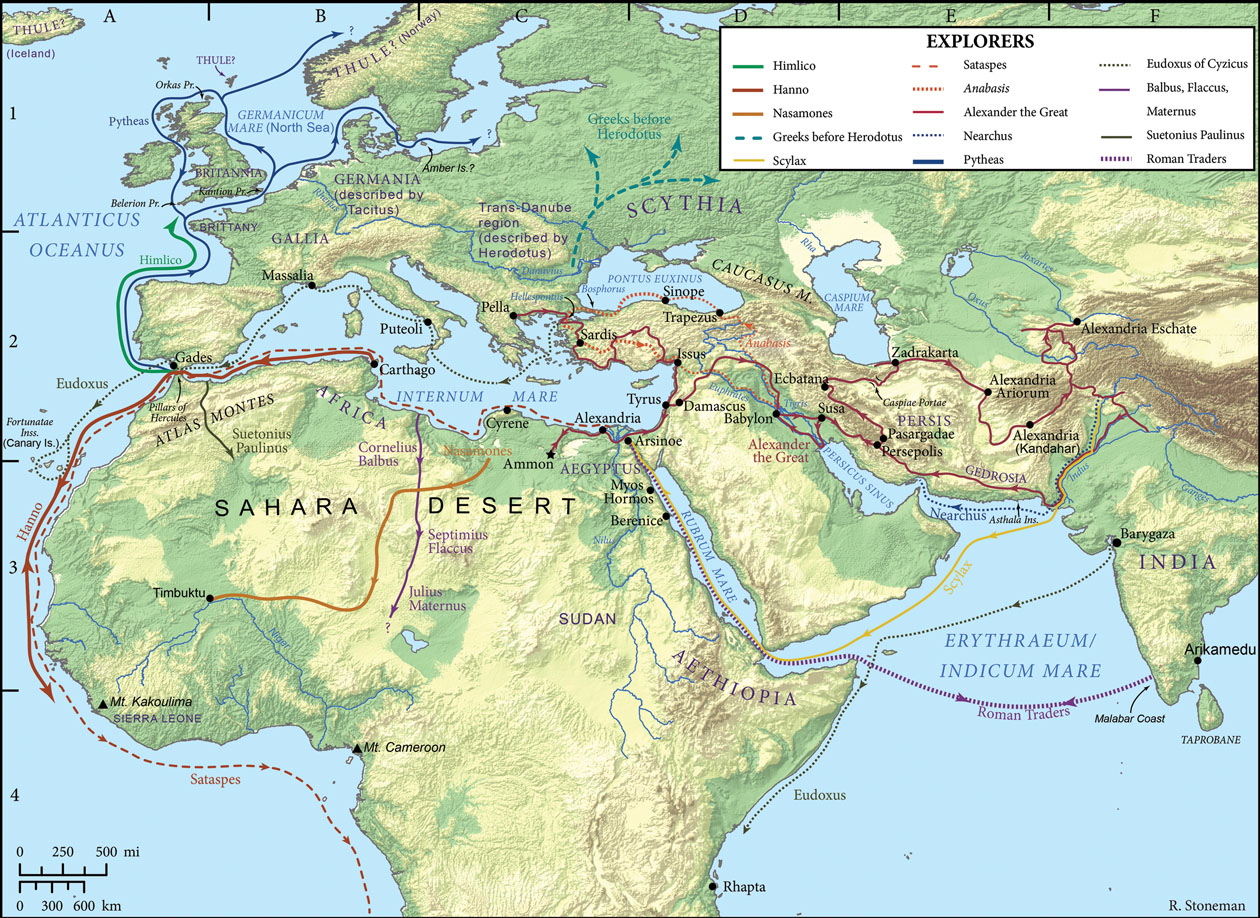 A
B
C
D
E
F
1
2
3
4
THULE?
(Iceland)
THULE?
Orkas Pr.
THULE? (Norway)
?
Pytheas
GERMANICUM
MARE (North Sea)
BRITANNIA
Kantion Pr.
Belerion Pr.
BRITTANY
?
Amber Is.?
GERMANIA
(described by
Tacitus)
Rhenus
GALLIA
ATLANTICUS
OCEANUS
Himlico
Massalia
Trans-Danube
region
(described by
Herodotus)
Danuvius
Greeks before
Herodotus
SCYTHIA
EXPLORERS
Himlico
Hanno
Nasamones
Greeks before Herodotus
Scylax
Sataspes
Anabasis
Alexander the Great
Nearchus
Pytheas
Eudoxus of Cyzicus
Balbus, Flaccus,
Maternus
Suetonius Paulinus
Roman Traders
Rha
CAUCASUS M.
CASPIUM
MARE
Iaxartes
Oxus
PONTUS EUXINUS
Bosphorus
Hellespontus
Sinope
Trapezus
Anabasis
Pella
Sardis
Puteoli
Issus
Gades
Pillars of
Hercules
Eudoxus
Fortunatae
Inss.
(Canary Is.)
ATLAS MONTES
Suetonius
Paulinus
Carthago
AFRICA
INTERNUM MARE
Cornelius
Balbus
Nasamones
Cyrene
Alexandria
Ammon
AEGYPTUS
Arsinoe
Tyrus
Damascus
Euphrates
Tigris
Babylon
Alexander
the Great
Ecbatana
Susa
Zadrakarta
Caspiae Portae
PERSIS
Pasargadae
Persepolis
Alexandria
Ariorum
Alexandria
(Kandahar)
Alexandria Eschate
PERSICUS SINUS
GEDROSIA
Nearchus
Asthala Ins.
Indus
Ganges
Barygaza
INDIA
Myos
Hormos
Berenice
Nilus
RUBRUM MARE
SAHARA DESERT
Hanno
Septimius
Flaccus
Julius
Maternus
?
Timbuktu
Niger
SUDAN
AETHIOPIA
Scylax
ERYTHRAEUM/
INDICUM MARE
Arikamedu
Roman Traders
Malabar Coast
TAPROBANE
Mt. Kakoulima
SIERRA LEONE
Mt. Cameroon
Sataspes
Eudoxus
Rhapta
0 250 500 mi
0 300 600 km
R. Stoneman